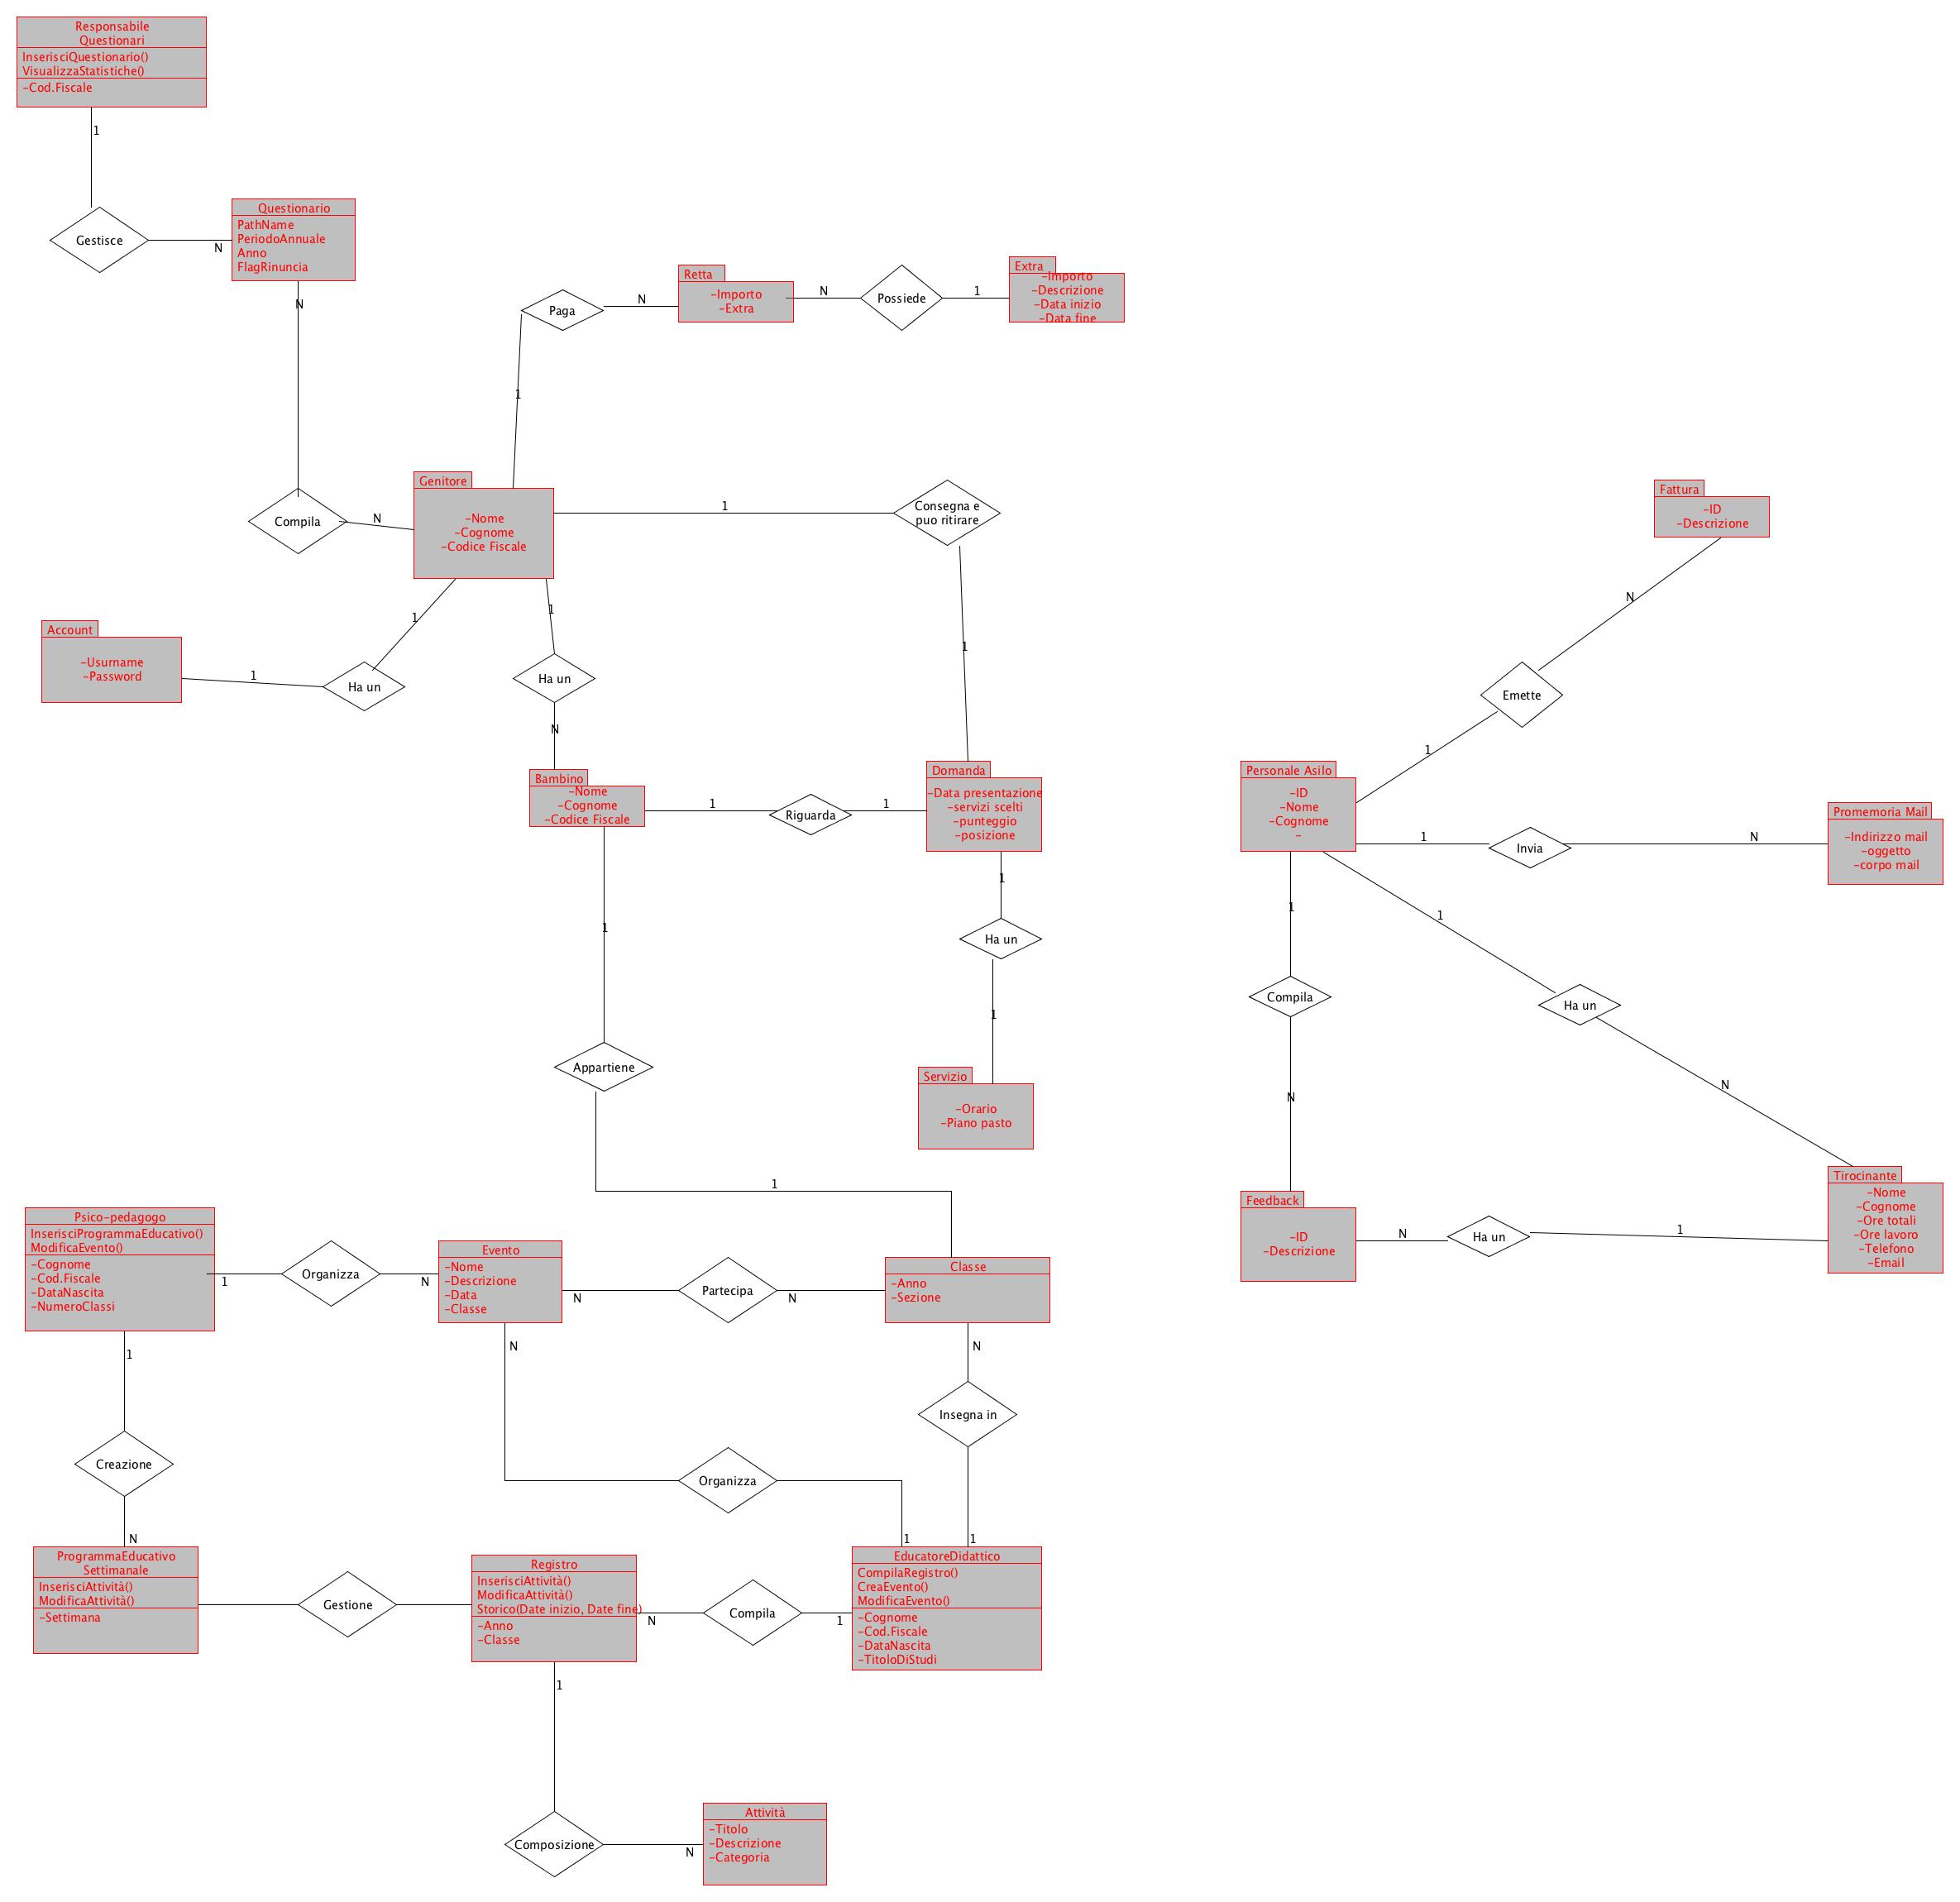 Responsabile
Questionari
InserisciQuestionario()
VisualizzaStatistiche()
-Cod.Fiscale
1
Gestisce
N
Questionario
PathName
PeriodoAnnuale
Anno
FlagRinuncia
N
Compila
N
Paga
N
1
Retta
-Importo
-Extra
N
Possiede
1
Extra
-Importo
-Descrizione
-Data inizio
-Data fine
Genitore
-Nome
-Cognome
-Codice Fiscale
1
Consegna e
puo ritirare
1
Account
-Usurname
-Password
1
Ha un
1
1
Ha un
N
Bambino
-Nome
-Cognome
-Codice Fiscale
1
Riguarda
1
Domanda
-Data presentazione
-servizi scelti
-punteggio
-posizione
1
Ha un
1
Servizio
-Orario
-Piano pasto
1
Appartiene
1
Fattura
-ID
-Descrizione
N
Emette
1
Personale Asilo
-ID
-Nome
-Cognome
-
1
Invia
N
Promemoria Mail
-Indirizzo mail
-oggetto
-corpo mail
1
Compila
N
1
Ha un
N
Feedback
-ID
-Descrizione
N
Ha un
1
Tirocinante
-Nome
-Cognome
-Ore totali
-Ore lavoro
-Telefono
-Email
Psico-pedagogo
InserisciProgrammaEducativo()
ModificaEvento()
-Cognome
-Cod.Fiscale
-DataNascita
-NumeroClassi
1
Organizza
N
Evento
-Nome
-Descrizione
-Data
-Classe
N
Partecipa
N
Classe
-Anno
-Sezione
N
Insegna in
1
N
Organizza
1
1
Creazione
N
ProgrammaEducativo
Settimanale
InserisciAttività()
ModificaAttività()
-Settimana
Gestione
Registro
InserisciAttività()
ModificaAttività()
Storico(Date inizio, Date fine)
-Anno
-Classe
N
Compila
1
EducatoreDidattico
CompilaRegistro()
CreaEvento()
ModificaEvento()
-Cognome
-Cod.Fiscale
-DataNascita
-TitoloDiStudi
1
Composizione
N
Attività
-Titolo
-Descrizione
-Categoria